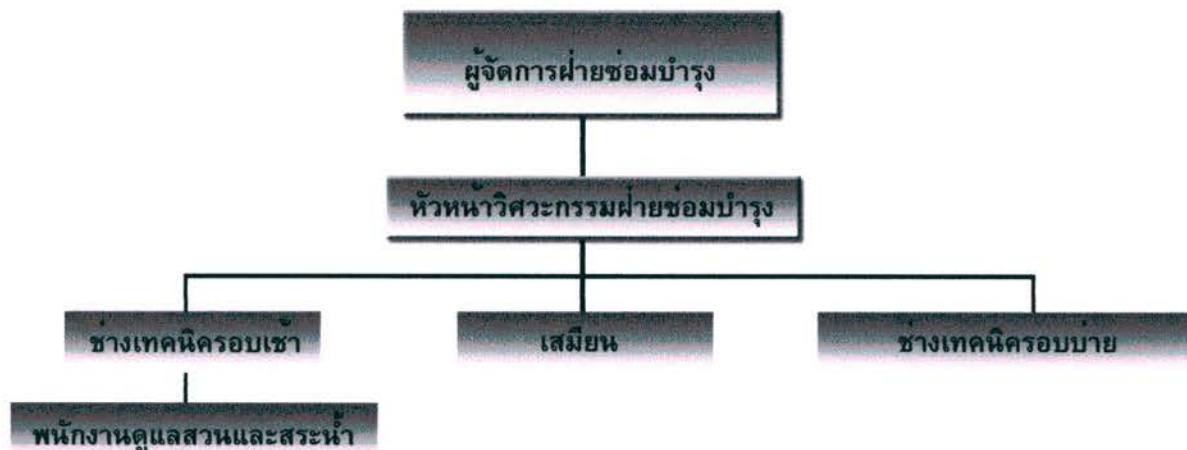 ผู้จัดการฝ่ายซ่อมบำรุง
หัวหน้าวิศวะกรรมฝ่ายซ่อมบำรุง
ช่างเทคนิครอบเช้า
เสมียน
ช่างเทคนิครอบบ่าย
พนักงานดูแลสวนและสระน้ำ